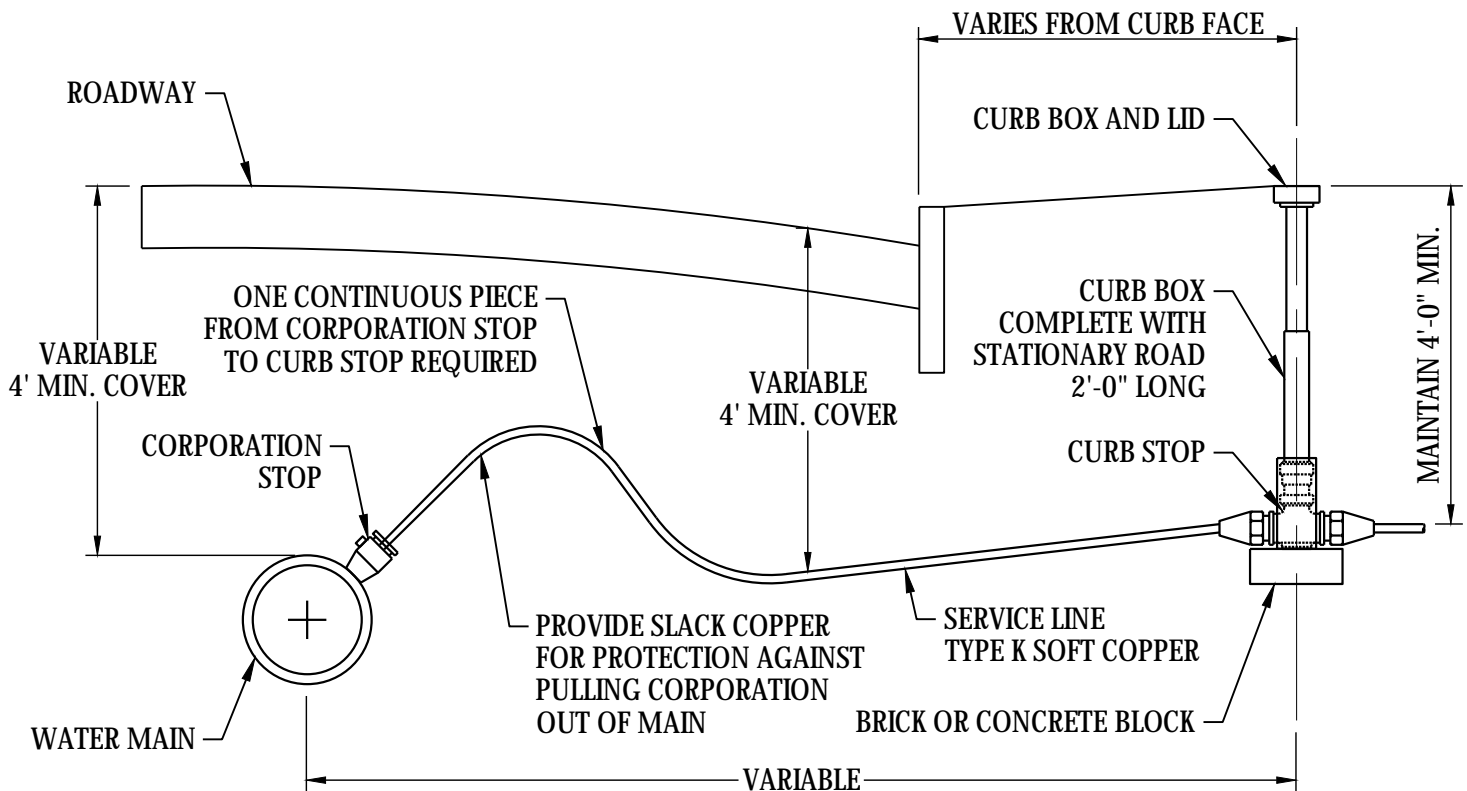 VARIES FROM CURB FACE
ROADWAY
CURB BOX AND LID
ONE CONTINUOUS PIECE
FROM CORPORATION STOP
TO CURB STOP REQUIRED
CURB BOX
COMPLETE WITH
STATIONARY ROAD
2'-0" LONG
MAINTAIN 4'-0" MIN.
VARIABLE
4' MIN. COVER
VARIABLE
4' MIN. COVER
CORPORATION
STOP
CURB STOP
PROVIDE SLACK COPPER
FOR PROTECTION AGAINST
PULLING CORPORATION
OUT OF MAIN
SERVICE LINE
TYPE K SOFT COPPER
WATER MAIN
BRICK OR CONCRETE BLOCK
VARIABLE